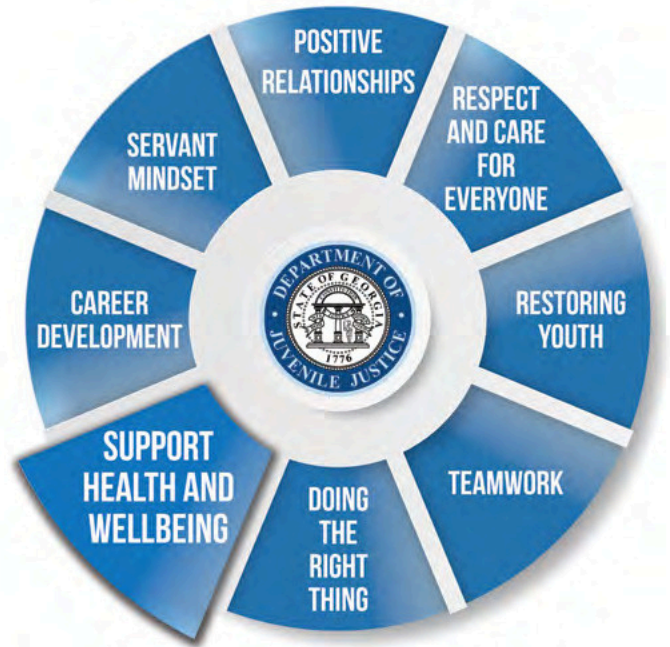 POSITIVE
RELATIONSHIPS
RESPECT
AND CARE
FOR
EVERYONE
RESTORING
YOUTH
TEAMWORK
DOING
THE
RIGHT
THING
SUPPORT
HEALTH AND
WELLBEING
CAREER
DEVELOPMENT
SERVANT
MINDSET
DEPARTMENT OF
JUVENILE JUSTICE
STATE OF GEORGIA
1776